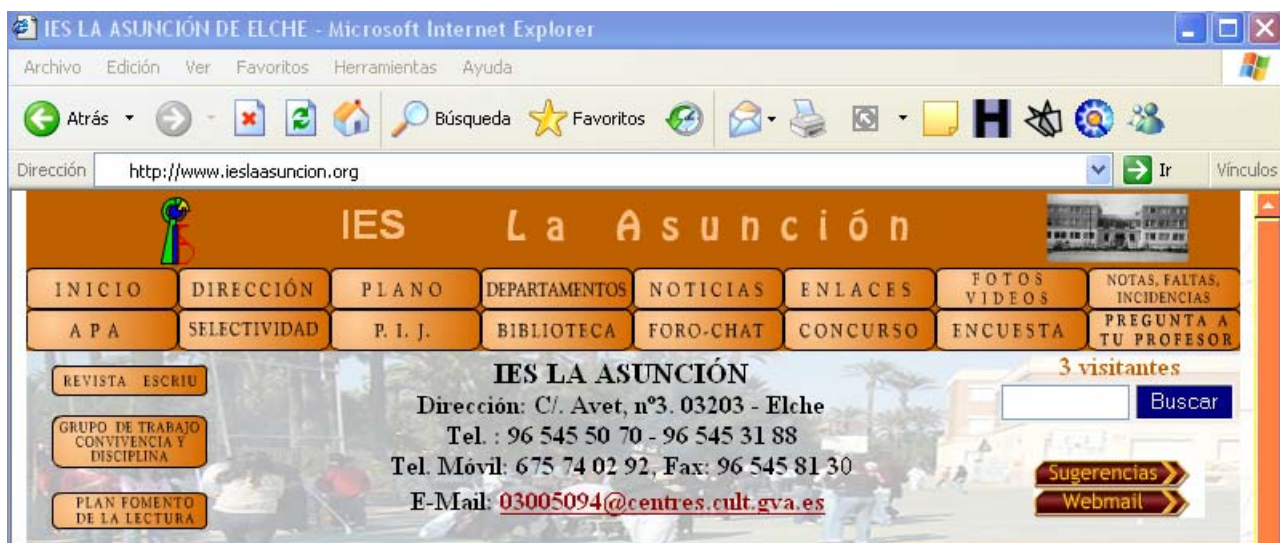 IES LA ASUNCIÓN DE ELCHE - Microsoft Internet Explorer
Archivo Edición Ver Favoritos Herramientas Ayuda
Atrás Búsqueda Favoritos
Dirección http://www.ieslaasuncion.org Ir Vínculos
IES La Asunción
INICIO DIRECCIÓN PLANO DEPARTAMENTOS NOTICIAS ENLACES FOTOS VIDEOS NOTAS, FALTAS, INCIDENCIAS
APA SELECTIVIDAD P. I. J. BIBLIOTECA FORO-CHAT CONCURSO ENCUESTA PREGUNTA A TU PROFESOR
REVISTA ESCRIU
GRUPO DE TRABAJO
CONVIVENCIA Y
DISCIPLINA
PLAN FOMENTO
DE LA LECTURA
IES LA ASUNCIÓN
Dirección: C/. Avet, nº3. 03203 - Elche
Tel. : 96 545 50 70 - 96 545 31 88
Tel. Móvil: 675 74 02 92, Fax: 96 545 81 30
E-Mail: 03005094@centres.cult.gva.es
3 visitantes
Buscar
Sugerencias
Webmail